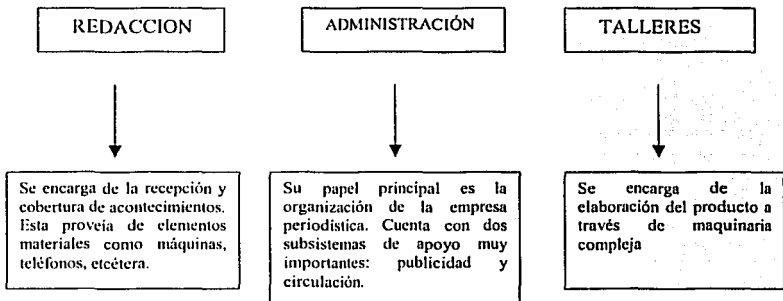 REDACCION
ADMINISTRACIÓN
TALLERES
Se encarga de la recepción y
cobertura de acontecimientos.
Esta proveía de elementos
materiales como máquinas,
teléfonos, etcétera.
Su papel principal es la
organización de la empresa
periodística. Cuenta con dos
subsistemas de apoyo muy
importantes: publicidad y
circulación.
Se encarga de la
elaboración del producto a
través de maquinaria
compleja